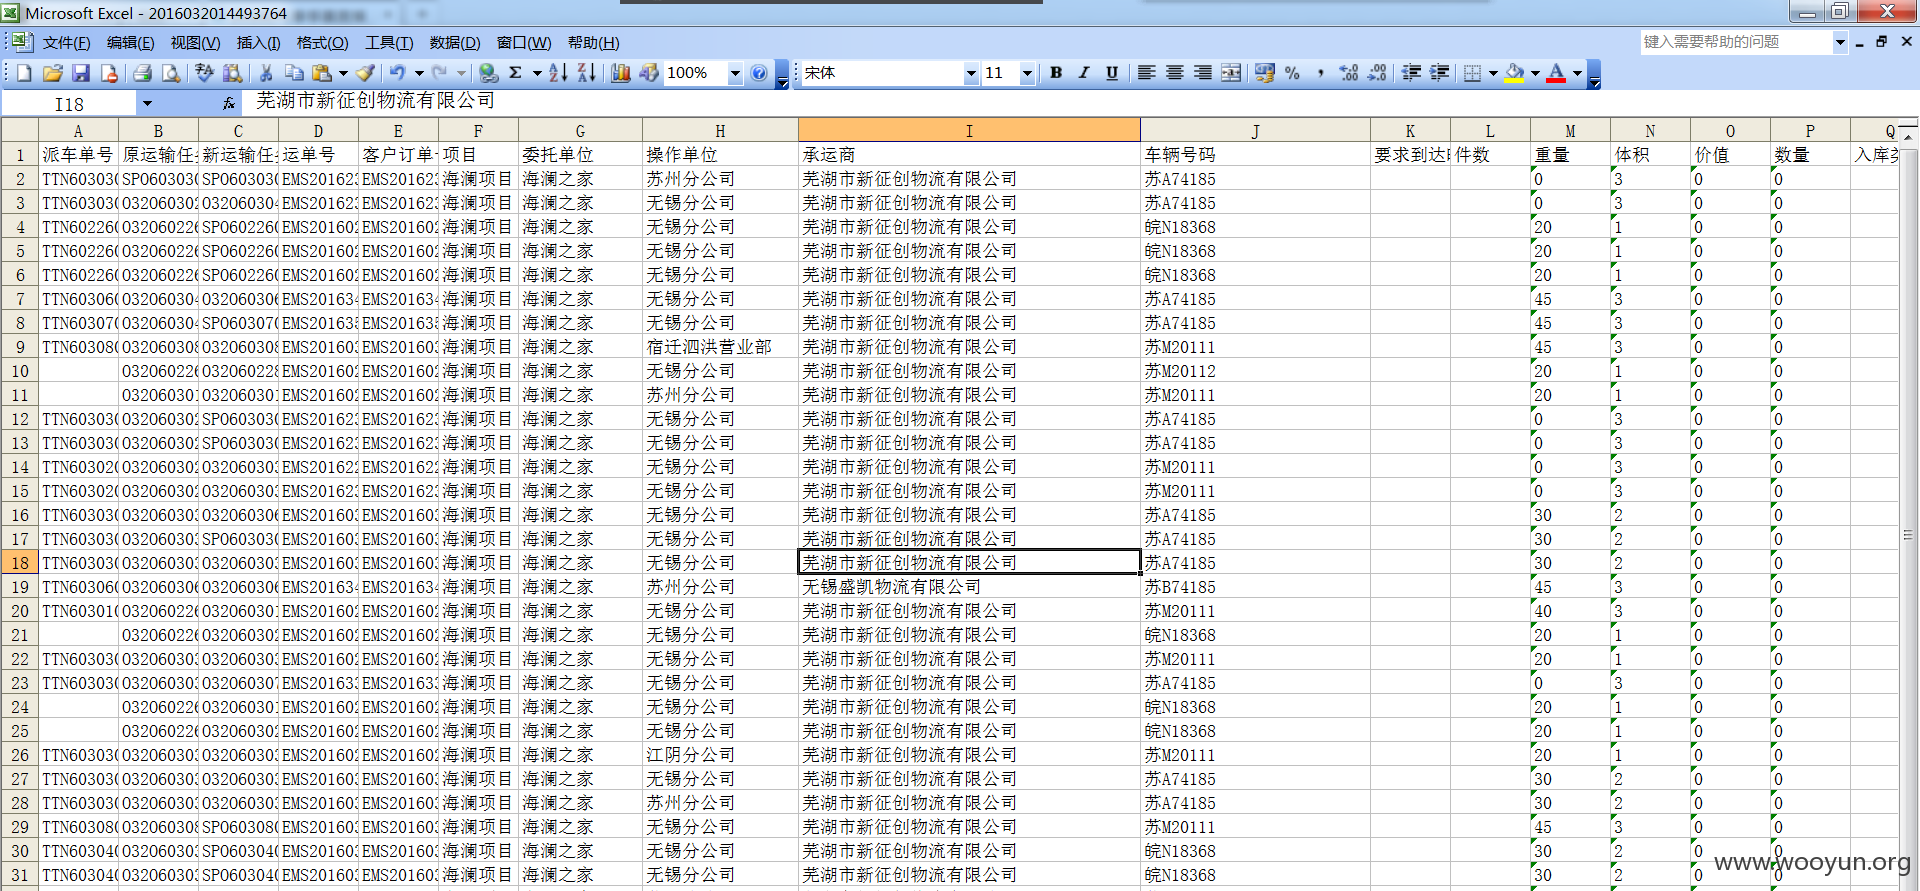 Microsoft Excel - 2016032014493764
文件(F) 编辑(E) 视图(V) 插入(I) 格式(O) 工具(T) 数据(D) 窗口(W) 帮助(H) 键入需要帮助的问题
100% 宋体 11 B I U
I18 fx 芜湖市新征创物流有限公司
A B C D E F G H I J K L M N O P Q
1 派车单号 原运输任 新运输任 运单号 客户订单 项目 委托单位 操作单位 承运商 车辆号码 要求到达 件数 重量 体积 价值 数量 入库
2 TTN60303 SP060303 SP060303 EMS20162 EMS20162 海澜项目 海澜之家 苏州分公司 芜湖市新征创物流有限公司 苏A74185 0 3 0 0
3 TTN60303 03206030 03206030 EMS20162 EMS20162 海澜项目 海澜之家 无锡分公司 芜湖市新征创物流有限公司 苏A74185 0 3 0 0
4 TTN60226 03206022 SP060226 EMS20160 EMS20160 海澜项目 海澜之家 无锡分公司 芜湖市新征创物流有限公司 皖N18368 20 1 0 0
5 TTN60226 03206022 SP060226 EMS20160 EMS20160 海澜项目 海澜之家 无锡分公司 芜湖市新征创物流有限公司 皖N18368 20 1 0 0
6 TTN60226 03206022 SP060226 EMS20160 EMS20160 海澜项目 海澜之家 无锡分公司 芜湖市新征创物流有限公司 皖N18368 20 1 0 0
7 TTN60306 03206030 03206030 EMS20163 EMS20163 海澜项目 海澜之家 无锡分公司 芜湖市新征创物流有限公司 苏A74185 45 3 0 0
8 TTN60307 03206030 SP060307 EMS20163 EMS20163 海澜项目 海澜之家 无锡分公司 芜湖市新征创物流有限公司 苏A74185 45 3 0 0
9 TTN60308 03206030 03206030 EMS20160 EMS20160 海澜项目 海澜之家 宿迁泗洪营业部 芜湖市新征创物流有限公司 苏M20111 45 3 0 0
10 03206022 03206022 EMS20160 EMS20160 海澜项目 海澜之家 无锡分公司 芜湖市新征创物流有限公司 苏M20112 20 1 0 0
11 03206030 03206030 EMS20160 EMS20160 海澜项目 海澜之家 苏州分公司 芜湖市新征创物流有限公司 苏M20111 20 1 0 0
12 TTN60303 03206030 SP060303 EMS20162 EMS20162 海澜项目 海澜之家 无锡分公司 芜湖市新征创物流有限公司 苏A74185 0 3 0 0
13 TTN60303 03206030 SP060303 EMS20162 EMS20162 海澜项目 海澜之家 无锡分公司 芜湖市新征创物流有限公司 苏A74185 0 3 0 0
14 TTN60302 03206030 03206030 EMS20162 EMS20162 海澜项目 海澜之家 无锡分公司 芜湖市新征创物流有限公司 苏M20111 0 3 0 0
15 TTN60302 03206030 03206030 EMS20162 EMS20162 海澜项目 海澜之家 无锡分公司 芜湖市新征创物流有限公司 苏M20111 0 3 0 0
16 TTN60303 03206030 03206030 EMS20160 EMS20160 海澜项目 海澜之家 无锡分公司 芜湖市新征创物流有限公司 苏A74185 30 2 0 0
17 TTN60303 03206030 SP060303 EMS20160 EMS20160 海澜项目 海澜之家 无锡分公司 芜湖市新征创物流有限公司 苏A74185 30 2 0 0
18 TTN60303 03206030 03206030 EMS20160 EMS20160 海澜项目 海澜之家 无锡分公司 芜湖市新征创物流有限公司 苏A74185 30 2 0 0
19 TTN60306 03206030 03206030 EMS20163 EMS20163 海澜项目 海澜之家 苏州分公司 无锡盛凯物流有限公司 苏B74185 45 3 0 0
20 TTN60301 03206022 03206030 EMS20160 EMS20160 海澜项目 海澜之家 无锡分公司 芜湖市新征创物流有限公司 苏M20111 40 3 0 0
21 03206022 03206030 EMS20160 EMS20160 海澜项目 海澜之家 无锡分公司 芜湖市新征创物流有限公司 皖N18368 20 1 0 0
22 TTN60303 03206030 03206030 EMS20160 EMS20160 海澜项目 海澜之家 无锡分公司 芜湖市新征创物流有限公司 苏M20111 20 1 0 0
23 TTN60303 03206030 03206030 EMS20163 EMS20163 海澜项目 海澜之家 无锡分公司 芜湖市新征创物流有限公司 苏A74185 0 3 0 0
24 03206022 03206030 EMS20160 EMS20160 海澜项目 海澜之家 无锡分公司 芜湖市新征创物流有限公司 皖N18368 20 1 0 0
25 03206022 03206030 EMS20160 EMS20160 海澜项目 海澜之家 无锡分公司 芜湖市新征创物流有限公司 皖N18368 20 1 0 0
26 TTN60303 03206030 03206030 EMS20160 EMS20160 海澜项目 海澜之家 江阴分公司 芜湖市新征创物流有限公司 苏M20111 20 1 0 0
27 TTN60303 03206030 03206030 EMS20160 EMS20160 海澜项目 海澜之家 无锡分公司 芜湖市新征创物流有限公司 苏A74185 30 2 0 0
28 TTN60303 03206030 03206030 EMS20160 EMS20160 海澜项目 海澜之家 苏州分公司 芜湖市新征创物流有限公司 苏A74185 30 2 0 0
29 TTN60308 03206030 SP060308 EMS20160 EMS20160 海澜项目 海澜之家 无锡分公司 芜湖市新征创物流有限公司 苏M20111 45 3 0 0
30 TTN60304 03206030 SP060304 EMS20160 EMS20160 海澜项目 海澜之家 无锡分公司 芜湖市新征创物流有限公司 皖N18368 30 2 0 0
31 TTN60304 03206030 SP060304 EMS20160 EMS20160 海澜项目 海澜之家 无锡分公司 芜湖市新征创物流有限公司 皖N18368 30 2 0 0
www.wooyun.org